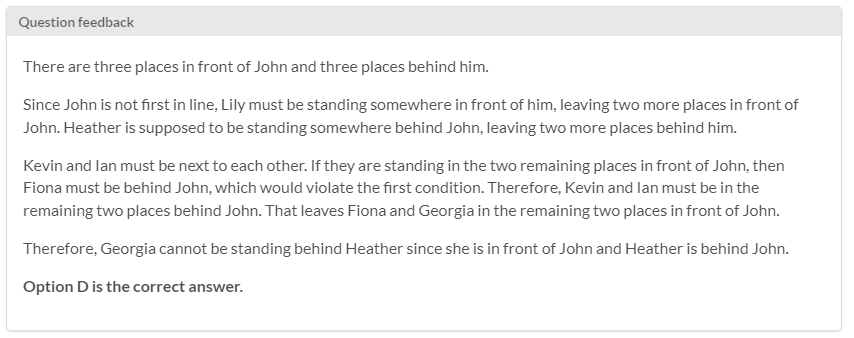 Question feedback
There are three places in front of John and three places behind him.
Since John is not first in line, Lily must be standing somewhere in front of him, leaving two more places in front of
John. Heather is supposed to be standing somewhere behind John, leaving two more places behind him.
Kevin and Ian must be next to each other. If they are standing in the two remaining places in front of John, then
Fiona must be behind John, which would violate the first condition. Therefore, Kevin and Ian must be in the
remaining two places behind John. That leaves Fiona and Georgia in the remaining two places in front of John.
Therefore, Georgia cannot be standing behind Heather since she is in front of John and Heather is behind John.
Option D is the correct answer.